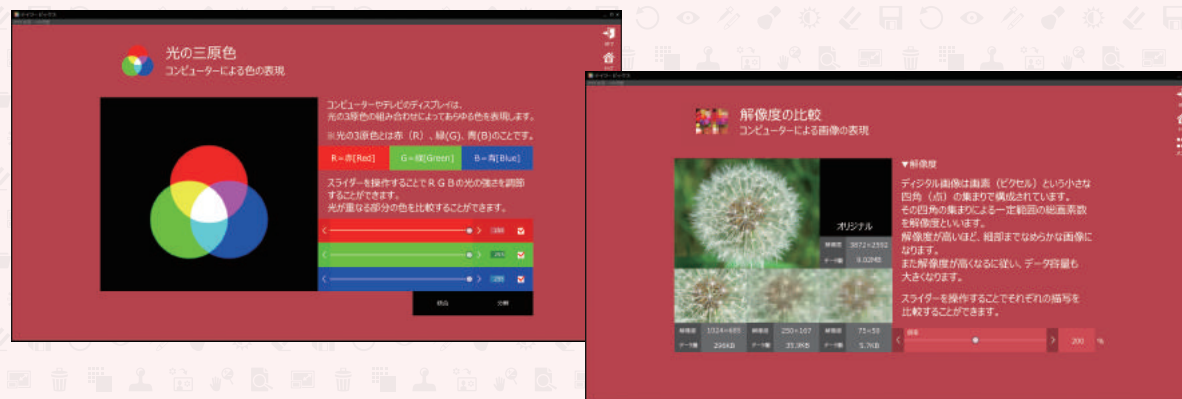 光の三原色
コンピューターによる色の表現
コンピューターやテレビのディスプレイは、
光の3原色の組み合わせによってあらゆる色を表現します。
※光の3原色とは赤（R）、緑(G)、青(B)のことです。
R=赤[Red] G=緑[Green] B=青[Blue]
スライダーを操作することでＲＧＢの光の強さを調節
することができます。
光が重なる部分の色を比較することができます。
255
255
解像度の比較
コンピューターによる画像の表現
▼解像度
ディジタル画像は画素（ピクセル）という小さな
四角（点）の集まりで構成されています。
その四角の集まりによる一定範囲の総画素数
を解像度といいます。
解像度が高いほど、細部までなめらかな画像に
なります。
また解像度が高くなるに従い、データ容量も
大きくなります。
スライダーを操作することでそれぞれの描写を
比較することができます。
オリジナル
解像度 3872×2592
データ量 9.02MB
解像度 1024×685 解像度 250×167 解像度 75×50
データ量 296KB データ量 35.9KB データ量 5.7KB
倍率
200 %